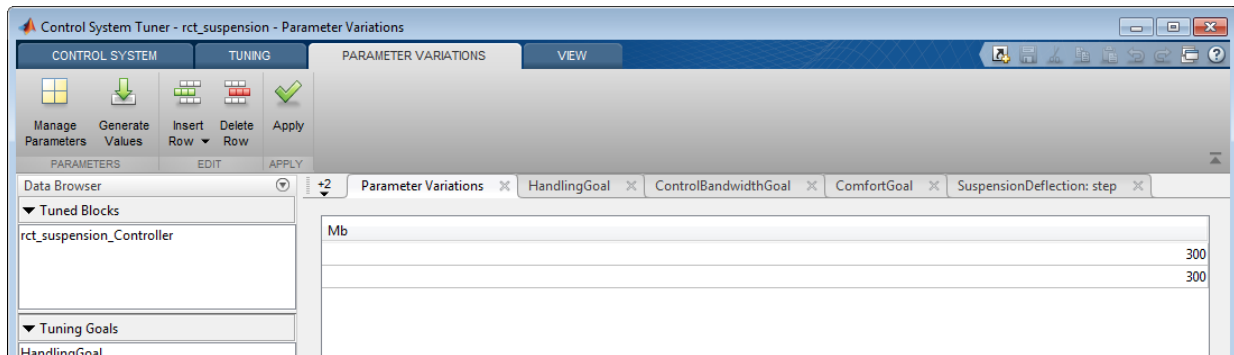 Control System Tuner - rct_suspension - Parameter Variations
CONTROL SYSTEM TUNING PARAMETER VARIATIONS VIEW
Manage Parameters
Generate Values
Insert Row
Delete Row
Apply
PARAMETERS EDIT APPLY
Data Browser
+2 Parameter Variations HandlingGoal ControlBandwidthGoal ComfortGoal SuspensionDeflection: step
Tuned Blocks
rct_suspension_Controller
Mb
300
300
Tuning Goals
HandlingGoal